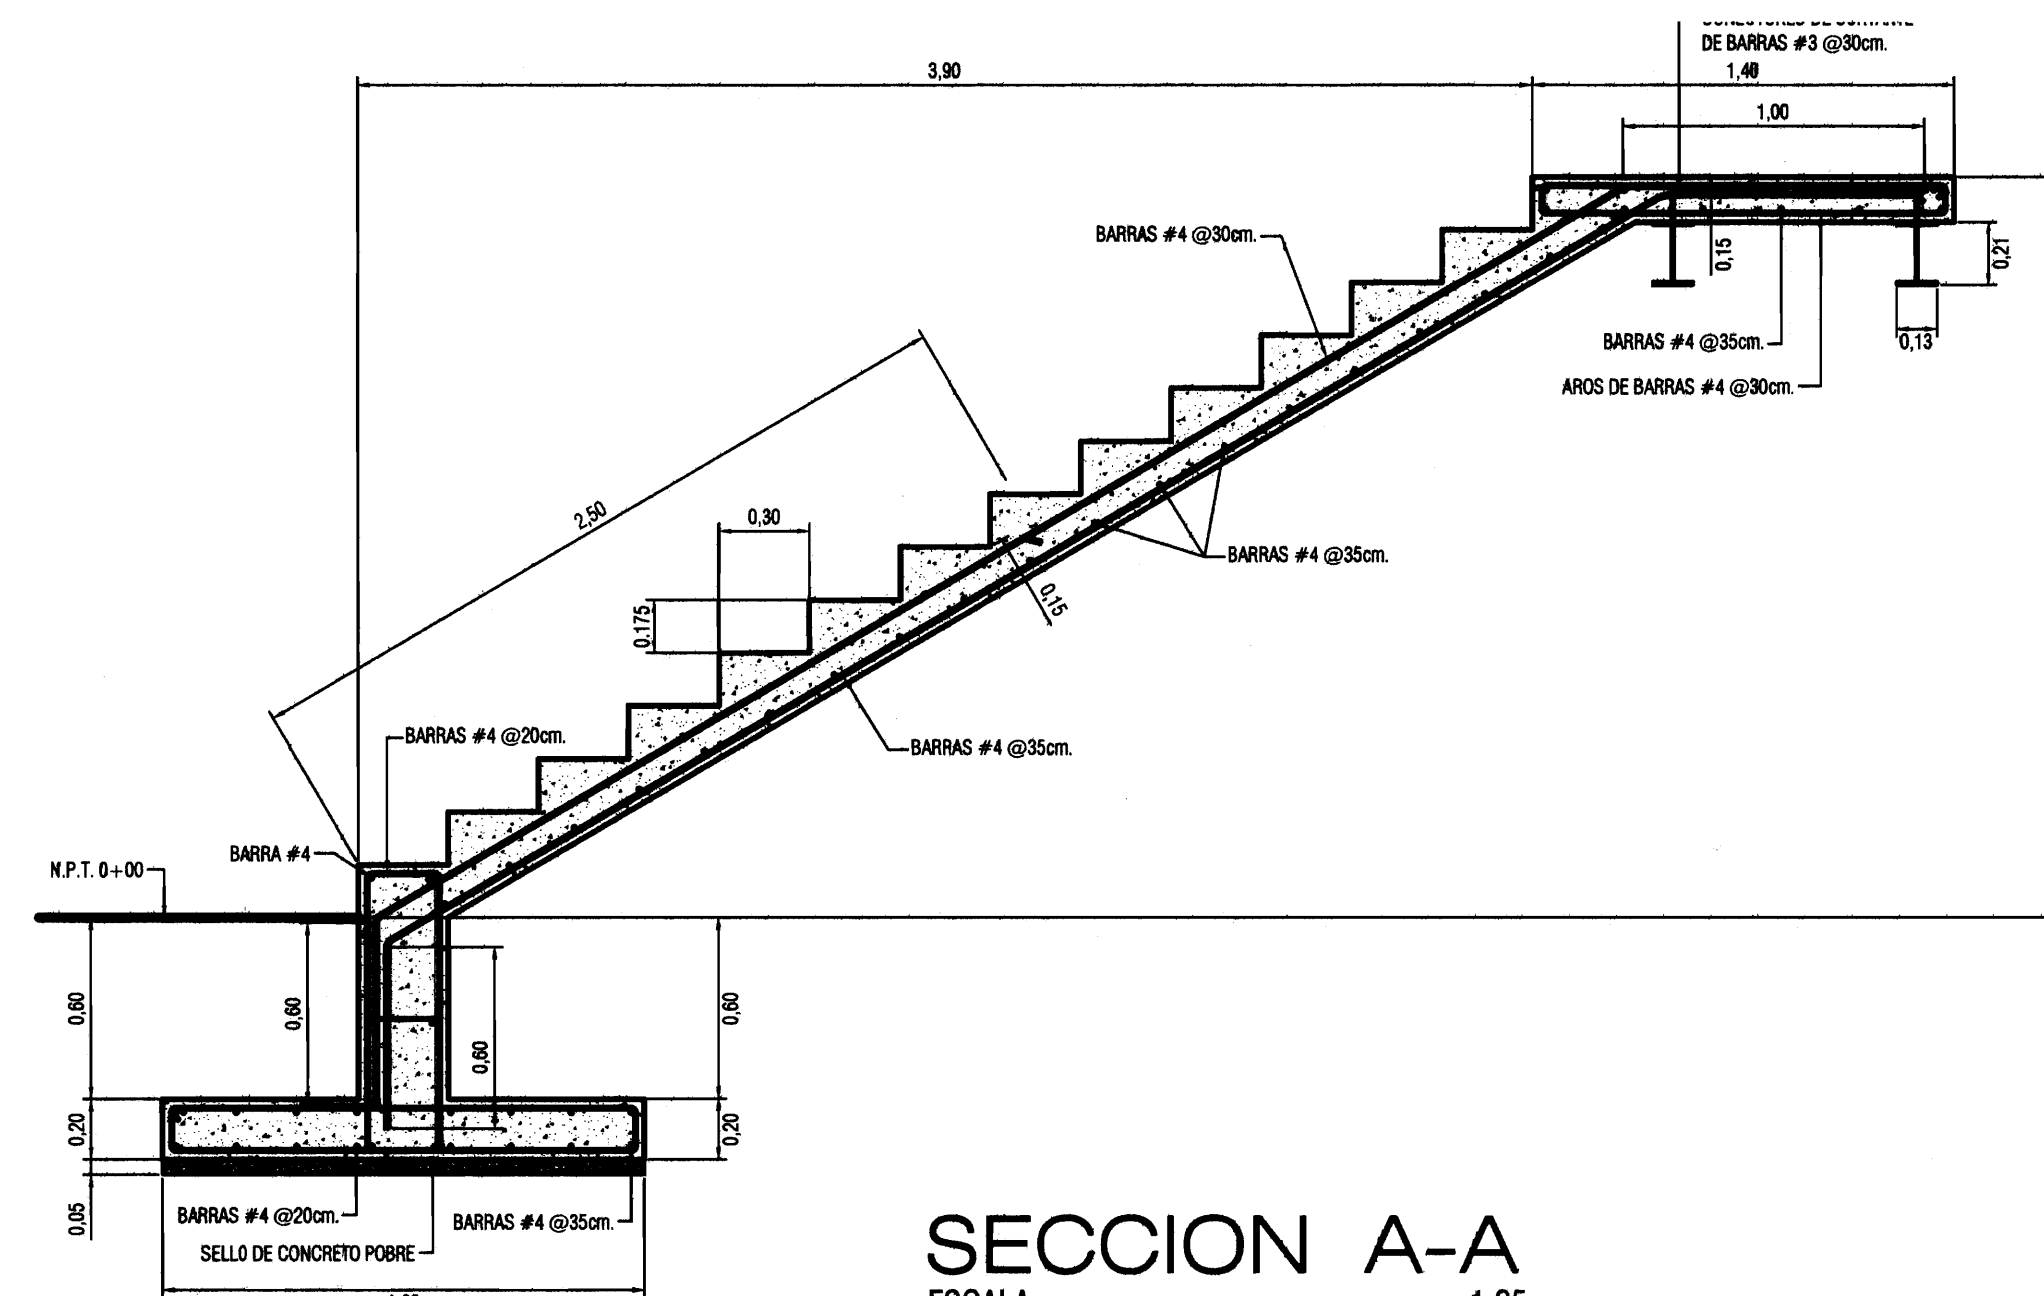 DE BARRAS #3 @30cm.
3,90
1,40
1,00
BARRAS #4 @30cm.
0,15
0,21
BARRAS #4 @35cm.
0,13
AROS DE BARRAS #4 @30cm.
2,50
0,30
BARRAS #4 @35cm.
0,15
0.175
BARRAS #4 @20cm.
BARRAS #4 @35cm.
BARRA #4
N.P.T. 0+00
0,60
0,60
0,60
0,60
0,20
0,20
0,05
BARRAS #4 @20cm.
BARRAS #4 @35cm.
SELLO DE CONCRETO POBRE
SECCION A-A